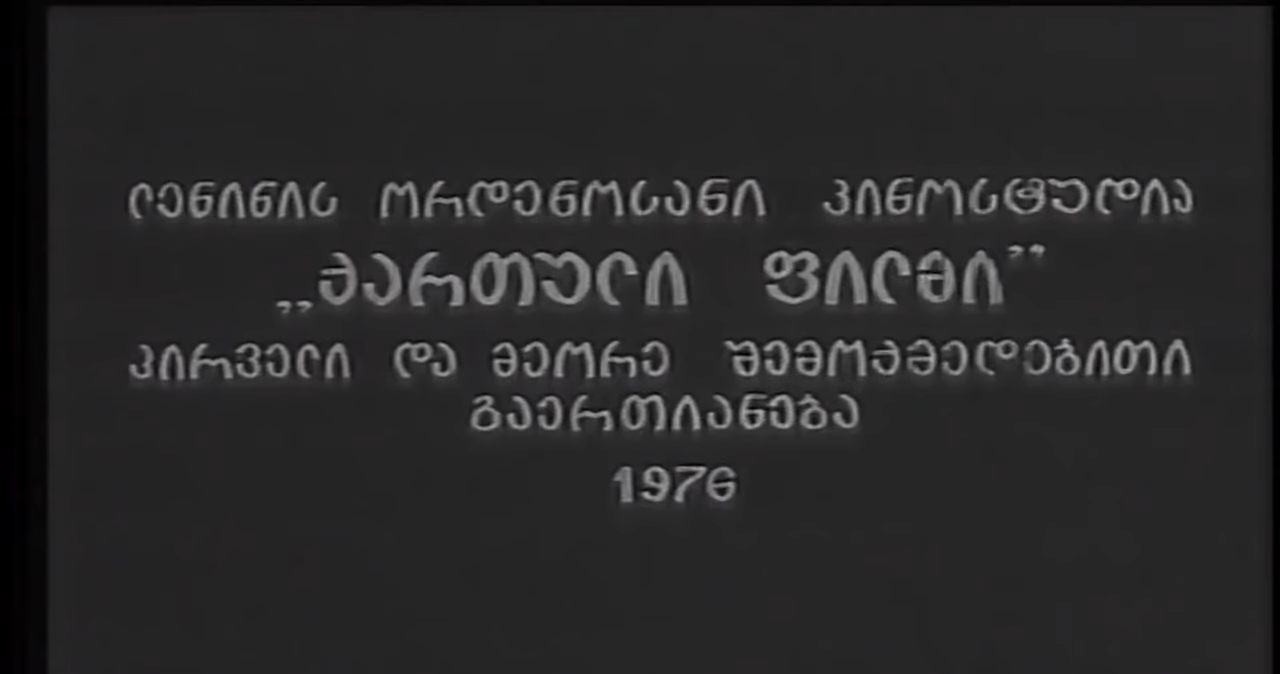 ლენინის ორდენოსანი კინოსტუდია
„ქართული ფილმი”
პირველი და მეორე შემოქმედებითი
გაერთიანება
1976